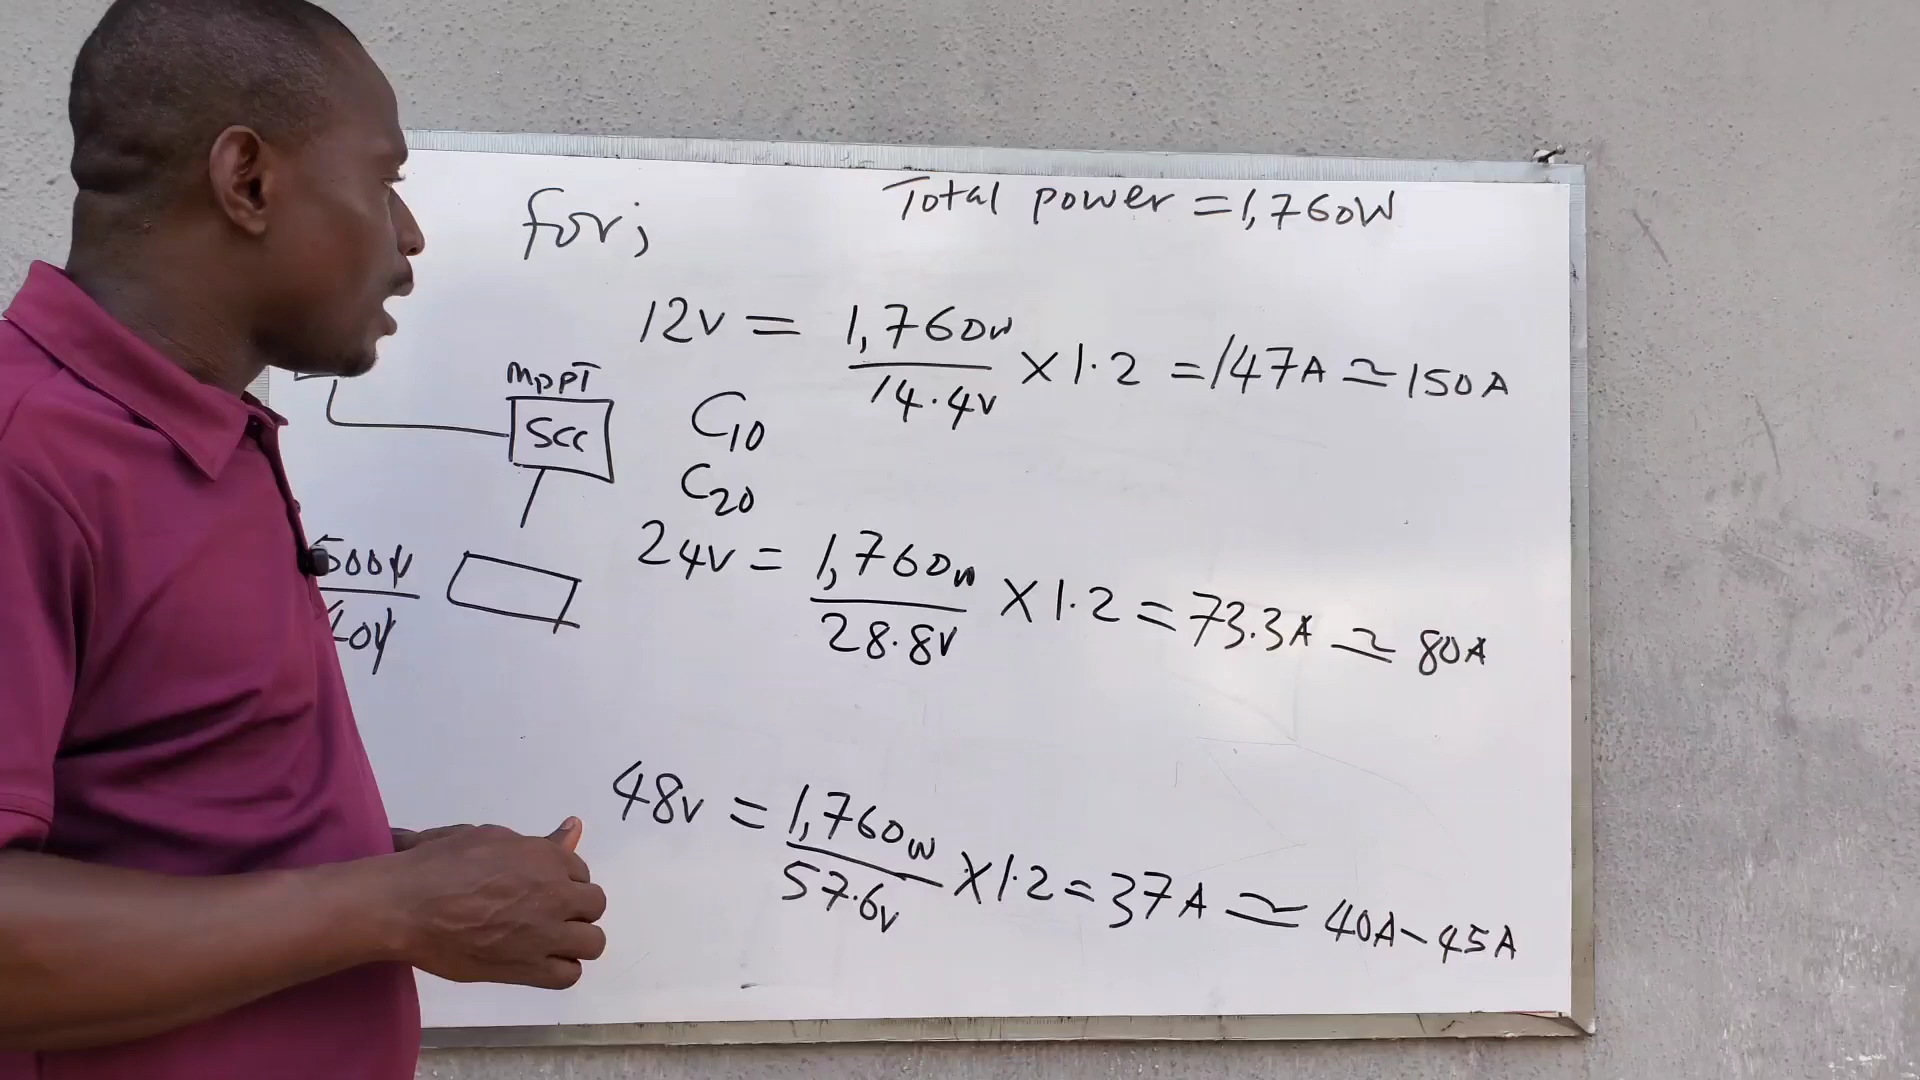 for;
Total power = 1,760W
12v = 1,760w / 14.4v × 1.2 = 147A ≃ 150A
MPPT
SCC
C10
C20
24v = 1,760w / 28.8v × 1.2 = 73.3A ≃ 80A
500v
40v
48v = 1,760w / 57.6v × 1.2 = 37A ≃ 40A~45A